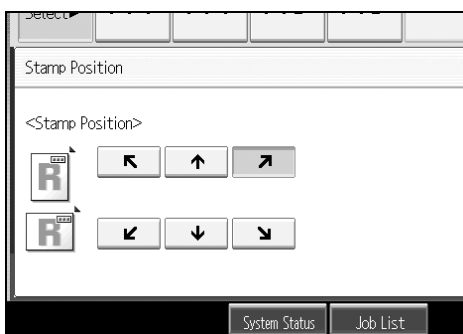 Select►
Stamp Position
<Stamp Position>
R
R
System Status Job List